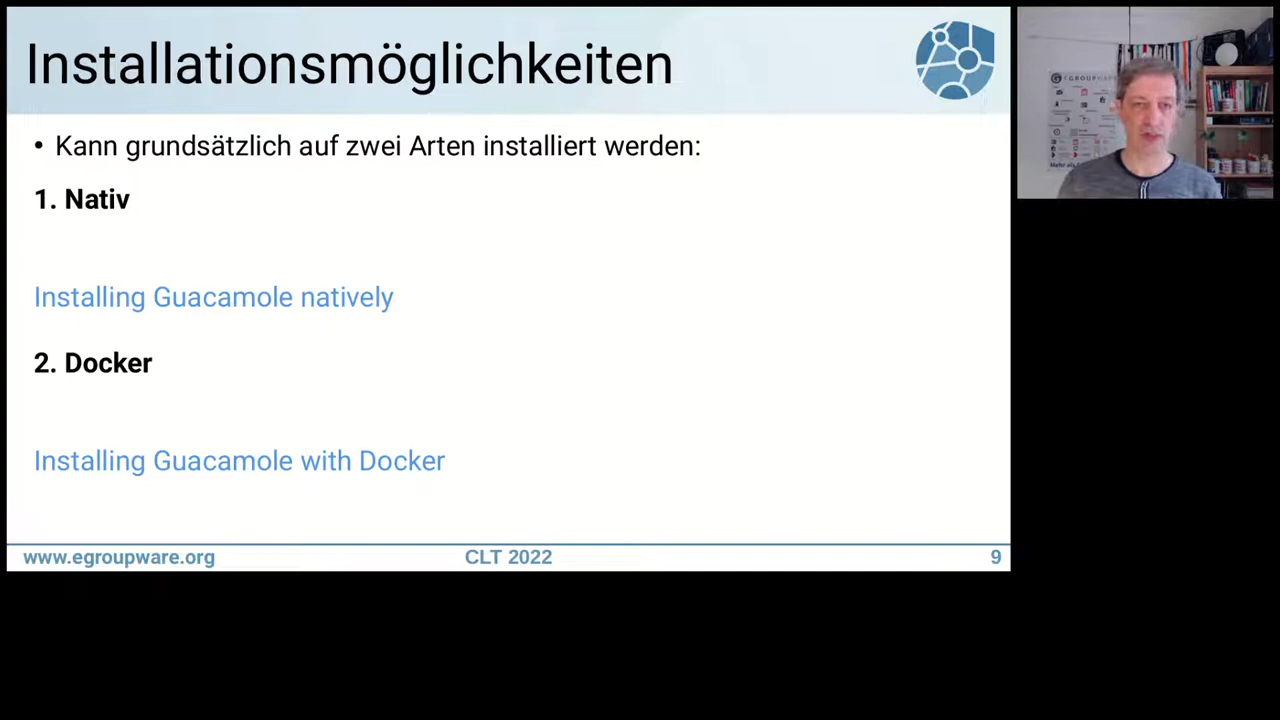 Installationsmöglichkeiten
• Kann grundsätzlich auf zwei Arten installiert werden:
1. Nativ
Installing Guacamole natively
2. Docker
Installing Guacamole with Docker
www.egroupware.org
CLT 2022
9